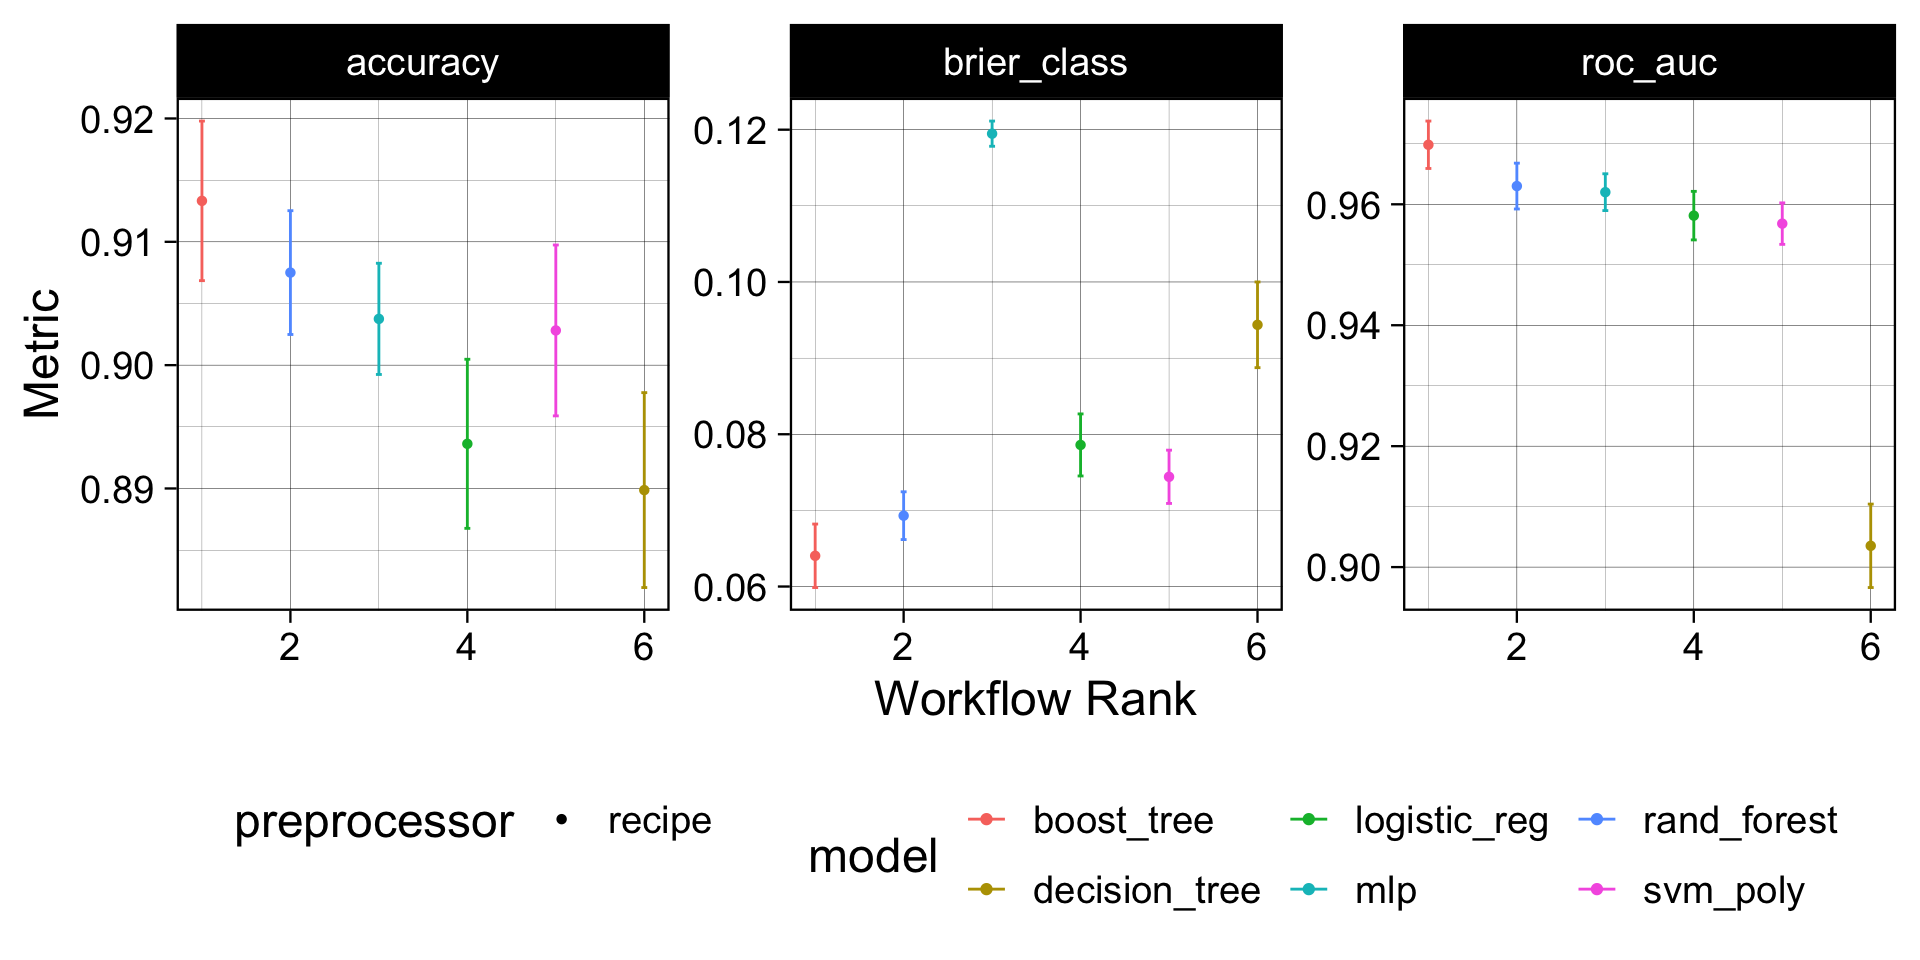 accuracy
brier_class
roc_auc
Metric
0.92
0.91
0.90
0.89
0.12
0.10
0.08
0.06
0.96
0.94
0.92
0.90
2 4 6
2 4 6
2 4 6
Workflow Rank
preprocessor
recipe
model
boost_tree
logistic_reg
rand_forest
decision_tree
mlp
svm_poly